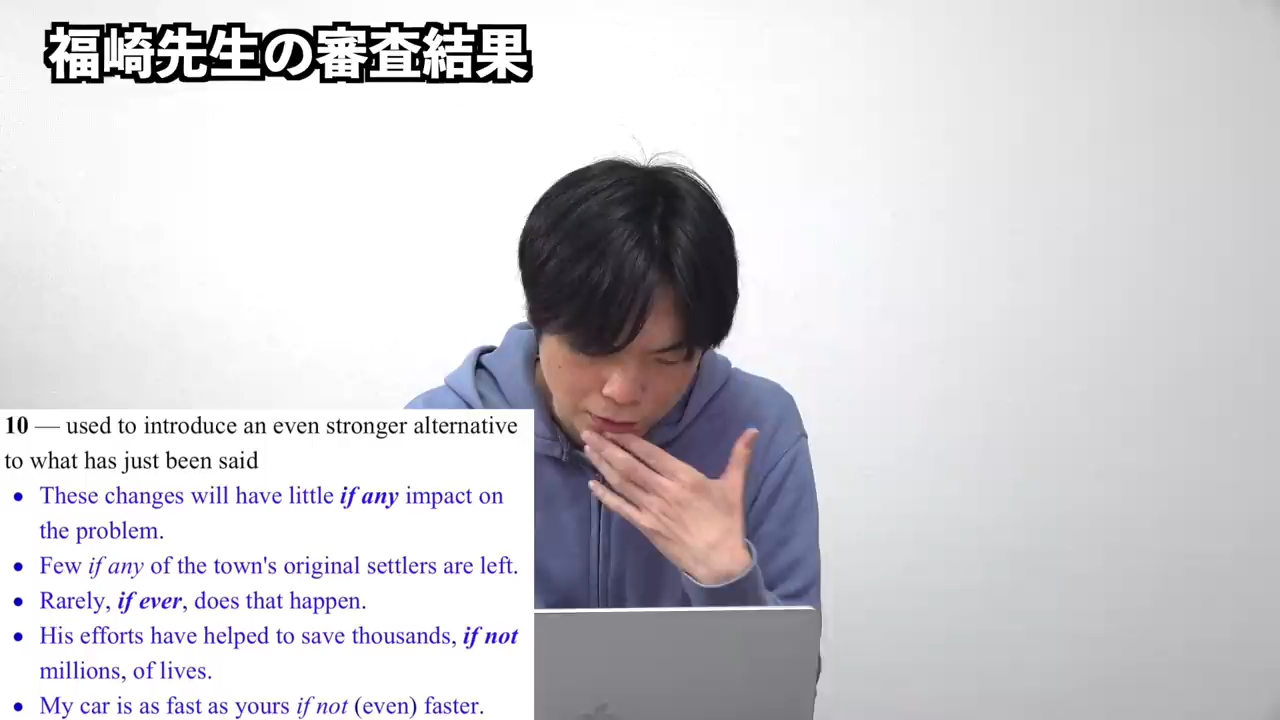 福崎先生の審査結果
10 — used to introduce an even stronger alternative
to what has just been said
• These changes will have little if any impact on
the problem.
• Few if any of the town's original settlers are left.
• Rarely, if ever, does that happen.
• His efforts have helped to save thousands, if not
millions, of lives.
• My car is as fast as yours if not (even) faster.